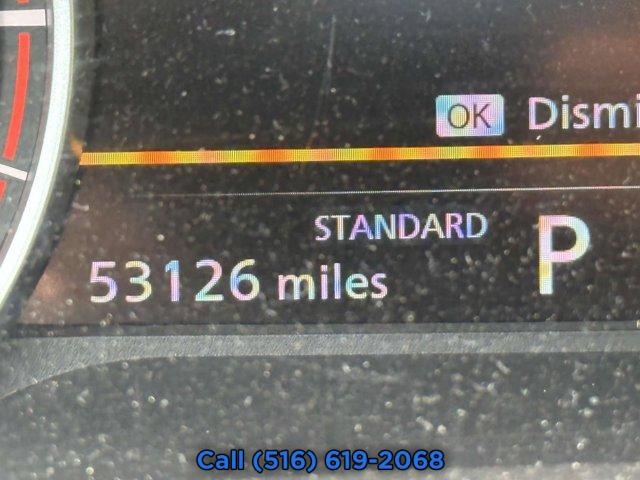 OK Dismi
STANDARD P
53126 miles
Call (516) 619-2068